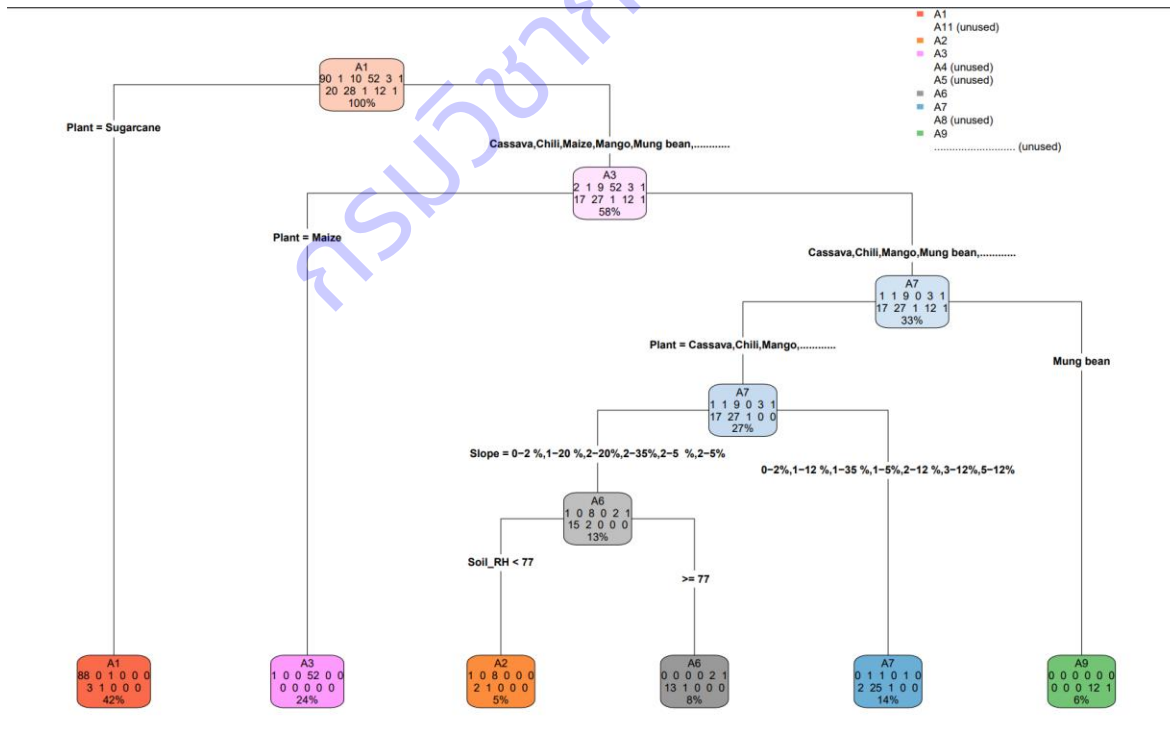 A1
A11 (unused)
A2
A3
A4 (unused)
A5 (unused)
A6
A7
A8 (unused)
A9
............................ (unused)
A1
90 1 10 52 3 1
20 28 1 12 1
100%
Plant = Sugarcane
Cassava,Chili,Maize,Mango,Mung bean,............
A3
2 1 9 52 3 1
17 27 1 12 1
58%
Plant = Maize
Cassava,Chili,Mango,Mung bean,............
A7
1 1 9 0 3 1
17 27 1 12 1
33%
Plant = Cassava,Chili,Mango,............
Mung bean
A7
1 1 9 0 3 1
17 27 1 0 0
27%
Slope = 0−2 %,1−20 %,2−20%,2−35%,2−5 %,2−5%
0−2%,1−12 %,1−35 %,1−5%,2−12 %,3−12%,5−12%
A6
1 0 8 0 2 1
15 2 0 0 0
13%
Soil_RH < 77
>= 77
A1
88 0 1 0 0 0
3 1 0 0 0
42%
A3
1 0 0 52 0 0
0 0 0 0 0
24%
A2
1 0 8 0 0 0
2 1 0 0 0
5%
A6
0 0 0 0 2 1
13 1 0 0 0
8%
A7
0 1 1 0 1 0
2 25 1 0 0
14%
A9
0 0 0 0 0 0
0 0 0 12 1
6%
กรมวิชาก